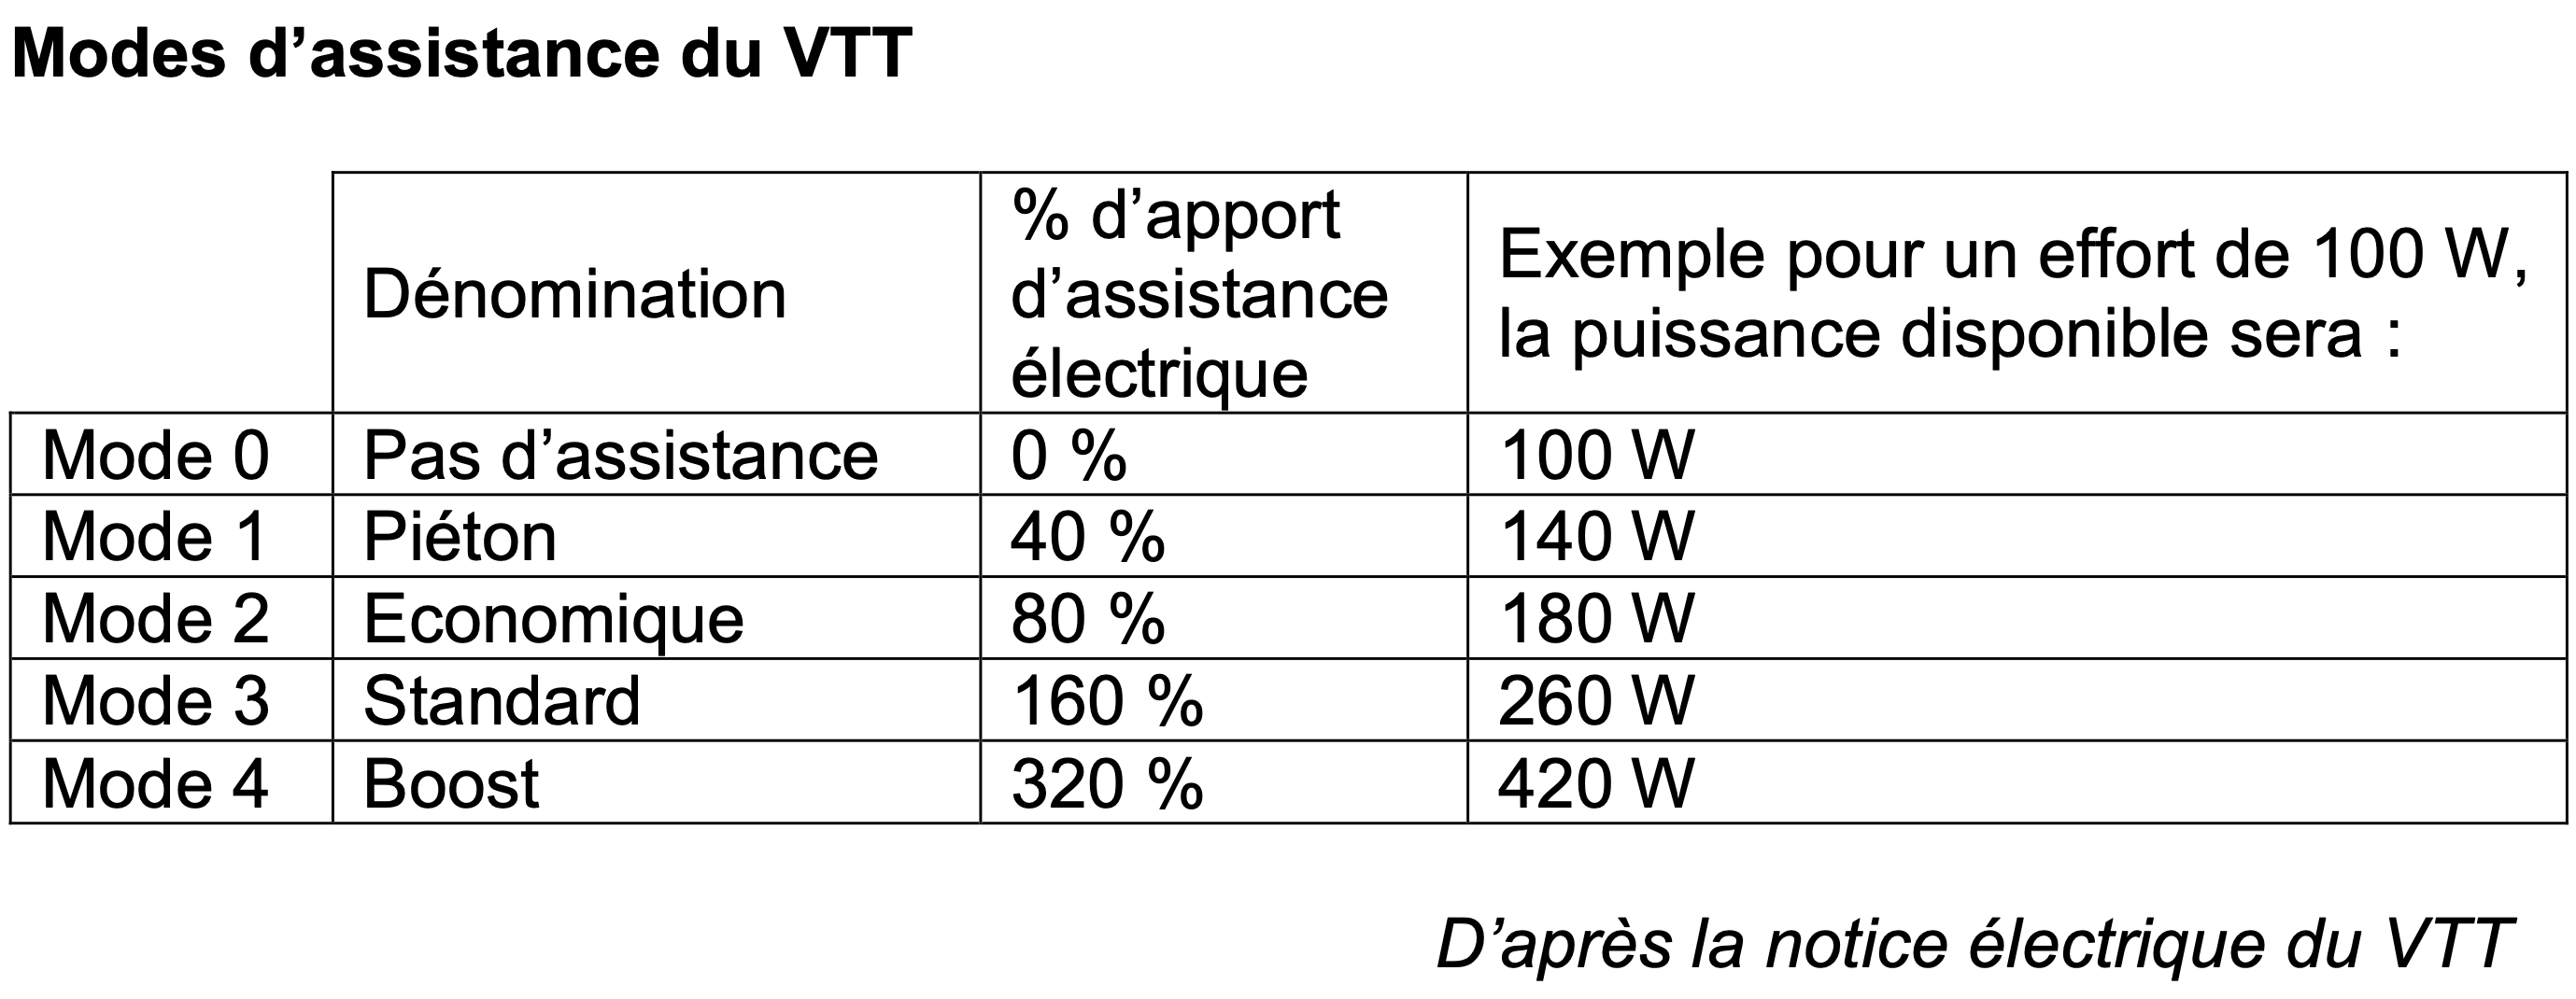 Modes d’assistance du VTT
Dénomination
% d’apport
d’assistance
électrique
Exemple pour un effort de 100 W,
la puissance disponible sera :
Mode 0 Pas d’assistance 0 % 100 W
Mode 1 Piéton 40 % 140 W
Mode 2 Economique 80 % 180 W
Mode 3 Standard 160 % 260 W
Mode 4 Boost 320 % 420 W
D’après la notice électrique du VTT